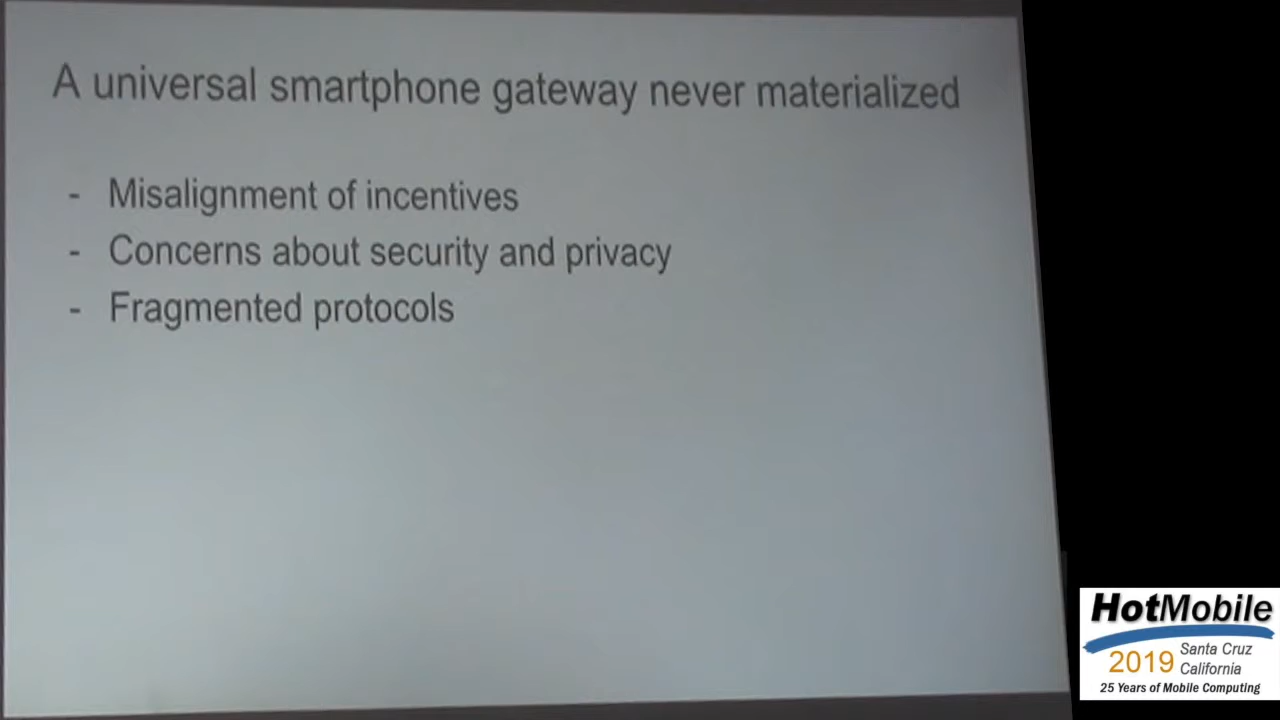 A universal smartphone gateway never materialized
- Misalignment of incentives
- Concerns about security and privacy
- Fragmented protocols
HotMobile
2019 Santa Cruz
California
25 Years of Mobile Computing